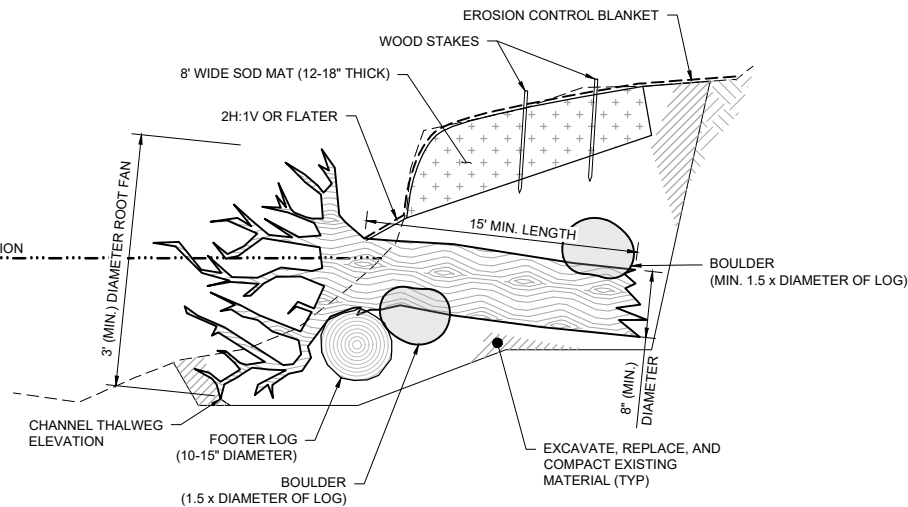 EROSION CONTROL BLANKET
WOOD STAKES
8' WIDE SOD MAT (12-18" THICK)
2H:1V OR FLATER
3' (MIN.) DIAMETER ROOT FAN
15' MIN. LENGTH
ION
BOULDER
(MIN. 1.5 x DIAMETER OF LOG)
8" (MIN.)
DIAMETER
CHANNEL THALWEG
ELEVATION
FOOTER LOG
(10-15" DIAMETER)
BOULDER
(1.5 x DIAMETER OF LOG)
EXCAVATE, REPLACE, AND
COMPACT EXISTING
MATERIAL (TYP)